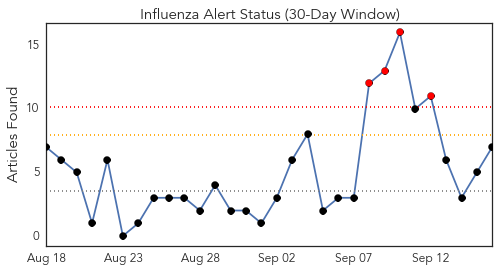 Influenza Alert Status (30-Day Window)
Articles Found
15
10
5
0
Aug 18 Aug 23 Aug 28 Sep 02 Sep 07 Sep 12